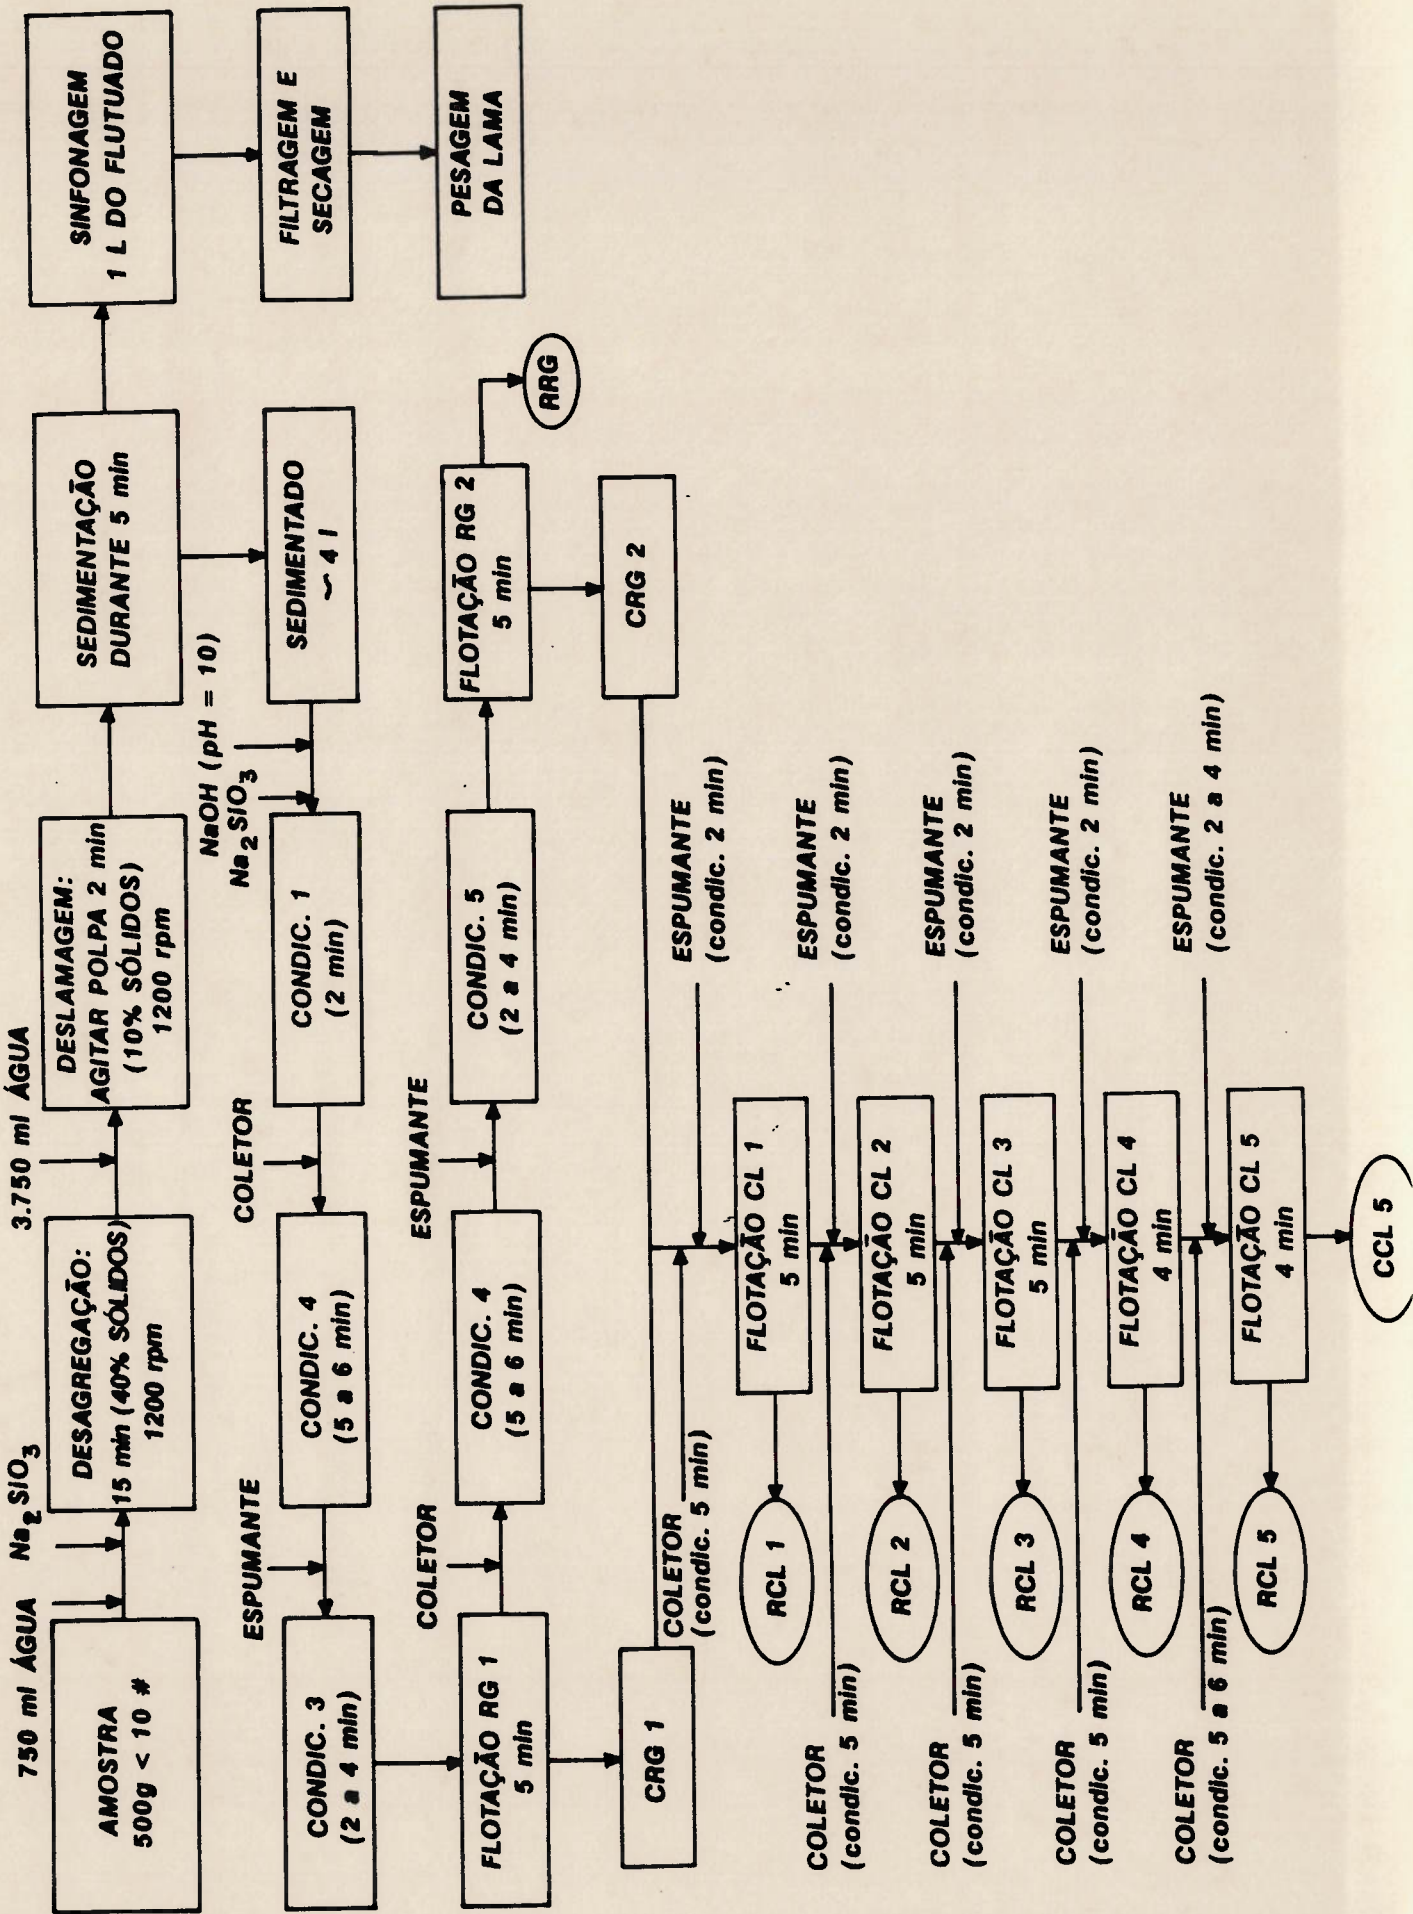 750 ml ÁGUA
Na2SiO3
3.750 ml ÁGUA
AMOSTRA
500g < 10 #
DESAGREGAÇÃO:
15 min (40% SÓLIDOS)
1200 rpm
DESLAMAGEM:
AGITAR POLPA 2 min
(10% SÓLIDOS)
1200 rpm
SEDIMENTAÇÃO
DURANTE 5 min
SINFONAGEM
1 L DO FLUTUADO
FILTRAGEM E
SECAGEM
PESAGEM
DA LAMA
SEDIMENTADO
~ 4 l
NaOH (pH = 10)
Na2SiO3
CONDIC. 1
(2 min)
COLETOR
CONDIC. 4
(5 a 6 min)
ESPUMANTE
CONDIC. 3
(2 a 4 min)
FLOTAÇÃO RG 1
5 min
COLETOR
CONDIC. 4
(5 a 6 min)
ESPUMANTE
CONDIC. 5
(2 a 4 min)
FLOTAÇÃO RG 2
5 min
RRG
CRG 1
CRG 2
COLETOR
(condic. 5 min)
ESPUMANTE
(condic. 2 min)
FLOTAÇÃO CL 1
5 min
RCL 1
COLETOR
(condic. 5 min)
ESPUMANTE
(condic. 2 min)
FLOTAÇÃO CL 2
5 min
RCL 2
COLETOR
(condic. 5 min)
ESPUMANTE
(condic. 2 min)
FLOTAÇÃO CL 3
5 min
RCL 3
COLETOR
(condic. 5 min)
ESPUMANTE
(condic. 2 min)
FLOTAÇÃO CL 4
4 min
RCL 4
COLETOR
(condic. 5 a 6 min)
ESPUMANTE
(condic. 2 a 4 min)
FLOTAÇÃO CL 5
4 min
RCL 5
CCL 5